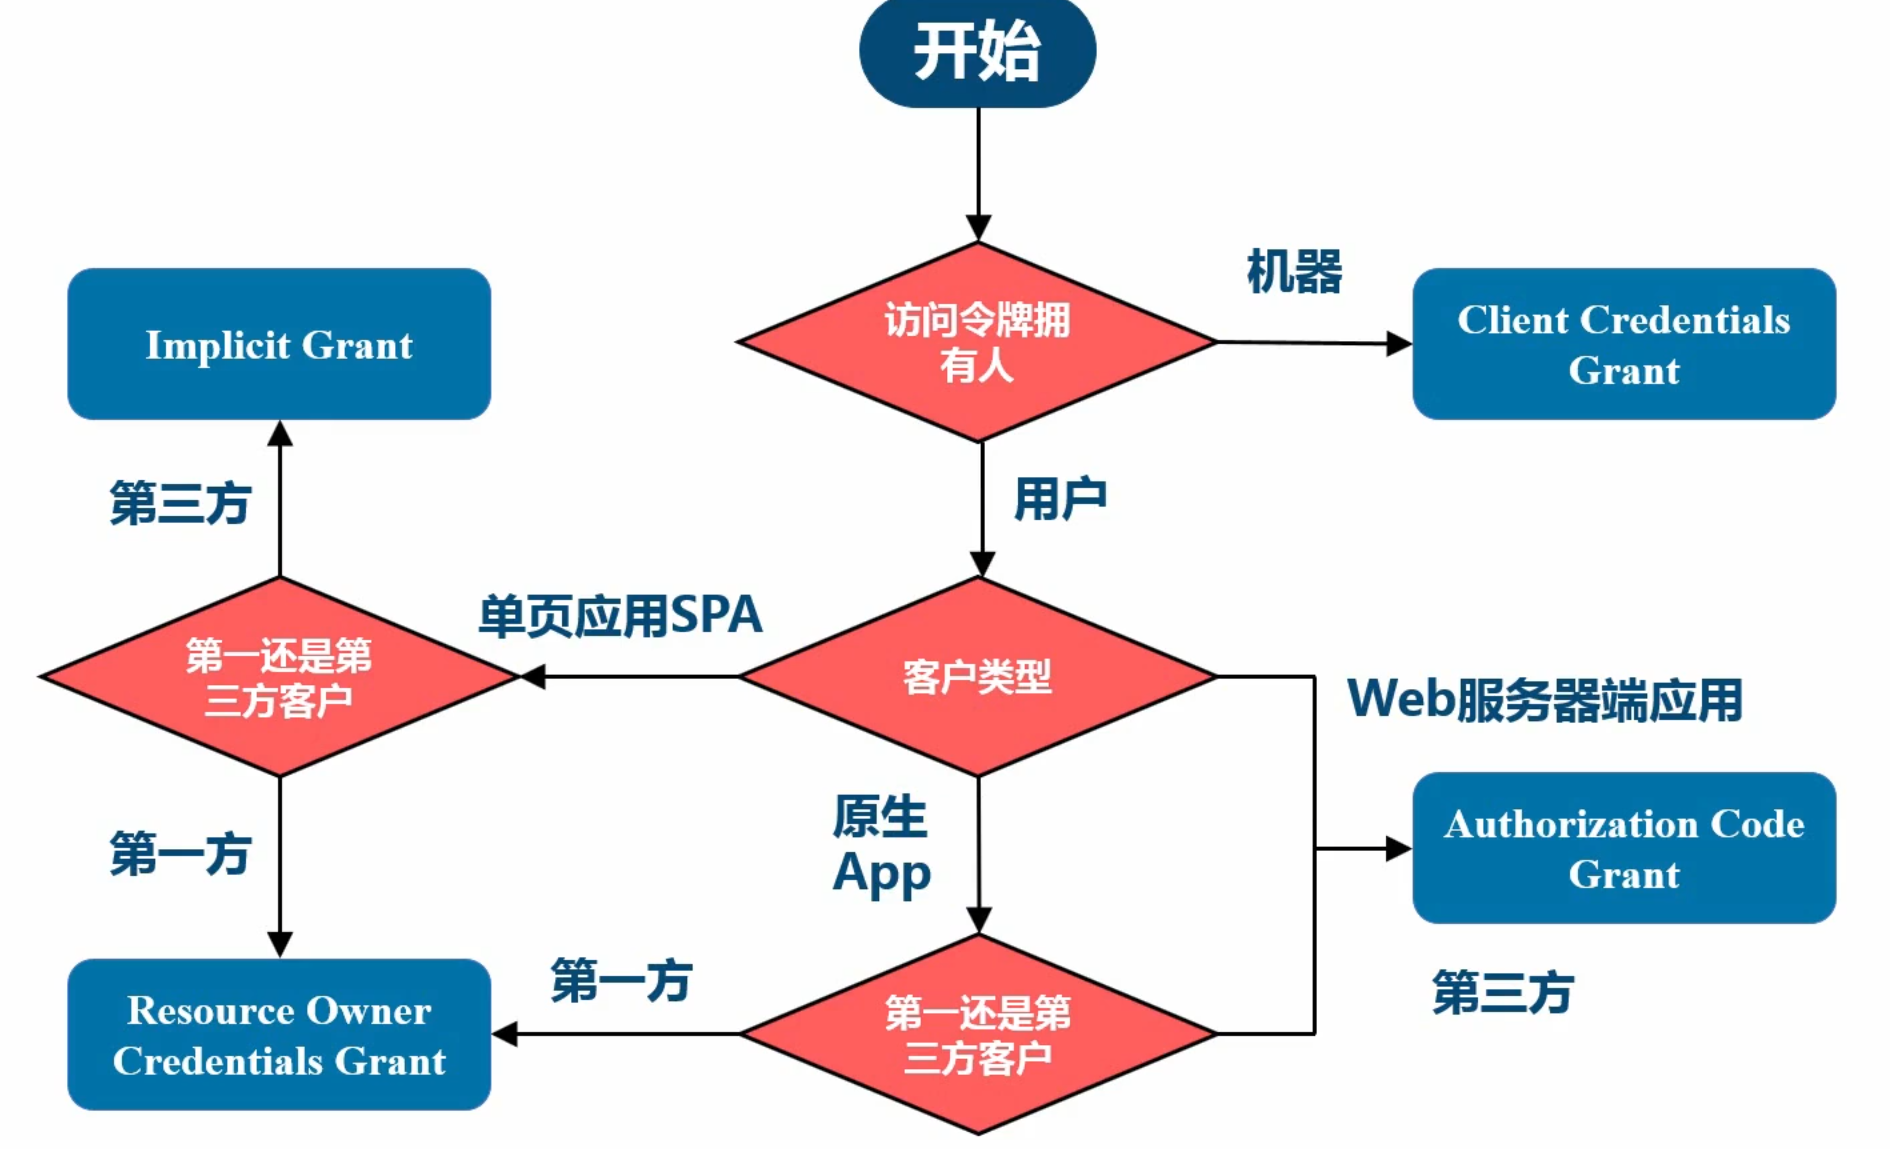 开始
机器
访问令牌拥
有人
Client Credentials
Grant
Implicit Grant
用户
第三方
单页应用SPA
第一还是第
三方客户
客户类型
Web服务器端应用
原生
App
Authorization Code
Grant
第一方
第一方
第三方
Resource Owner
Credentials Grant
第一还是第
三方客户